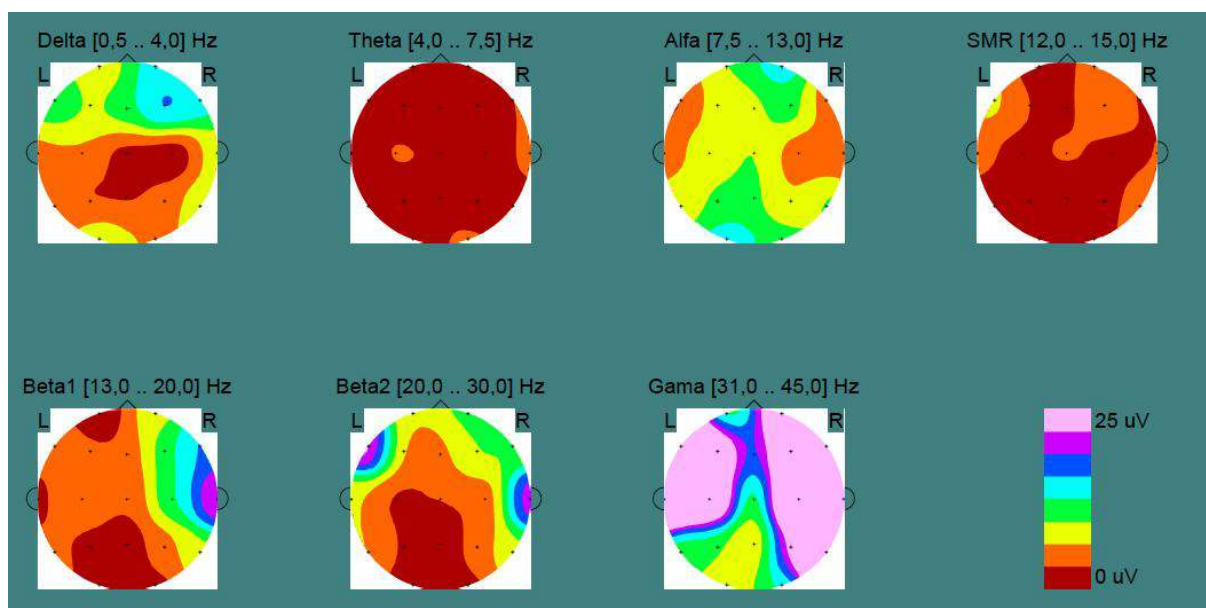 Delta [0,5 .. 4,0] Hz
L
R
Theta [4,0 .. 7,5] Hz
L
R
Alfa [7,5 .. 13,0] Hz
L
R
SMR [12,0 .. 15,0] Hz
L
R
Beta1 [13,0 .. 20,0] Hz
L
R
Beta2 [20,0 .. 30,0] Hz
L
R
Gama [31,0 .. 45,0] Hz
L
R
25 uV
0 uV